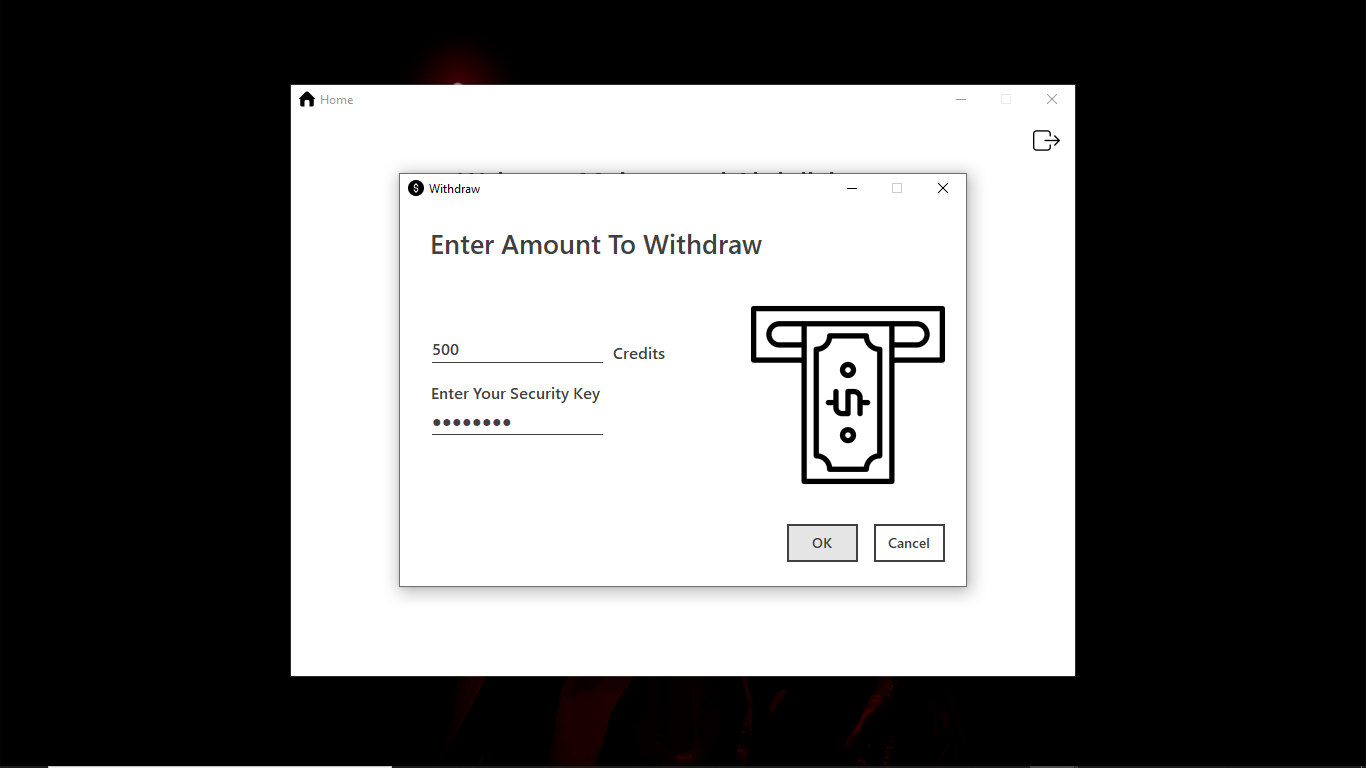 Home
Withdraw
Enter Amount To Withdraw
500
Credits
Enter Your Security Key
OK
Cancel